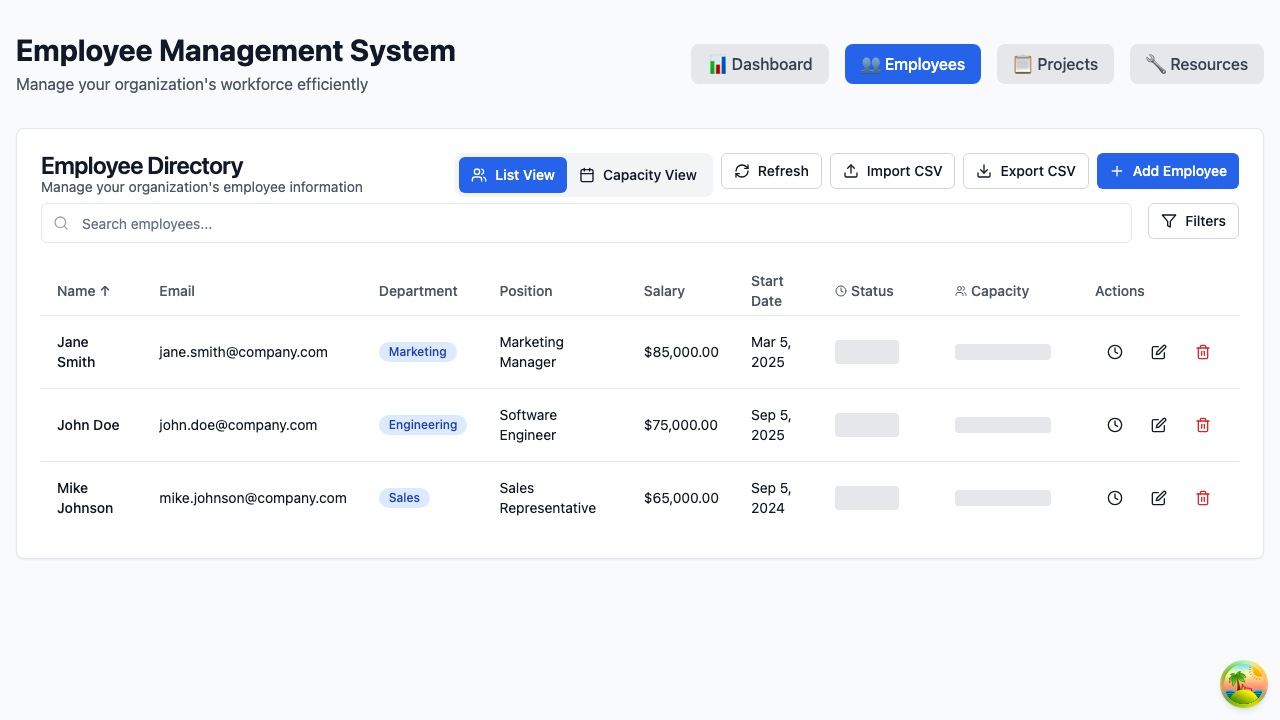 Employee Management System
Manage your organization's workforce efficiently
Dashboard
Employees
Projects
Resources
Employee Directory
Manage your organization's employee information
List View
Capacity View
Refresh
Import CSV
Export CSV
Add Employee
Search employees...
Filters
Name ↑
Email
Department
Position
Salary
Start
Date
Status
Capacity
Actions
Jane
Smith
jane.smith@company.com
Marketing
Marketing
Manager
$85,000.00
Mar 5,
2025
John Doe
john.doe@company.com
Engineering
Software
Engineer
$75,000.00
Sep 5,
2025
Mike
Johnson
mike.johnson@company.com
Sales
Sales
Representative
$65,000.00
Sep 5,
2024